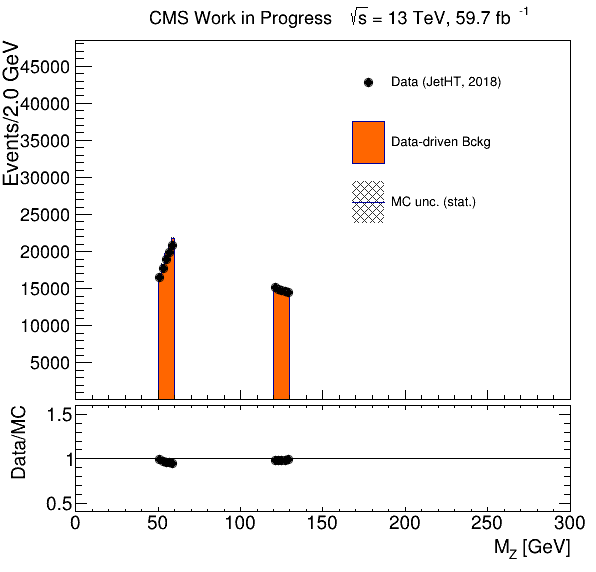 CMS Work in Progress √s = 13 TeV, 59.7 fb -1
Events/2.0 GeV
45000
40000
35000
30000
25000
20000
15000
10000
5000
Data (JetHT, 2018)
Data-driven Bckg
MC unc. (stat.)
Data/MC
1.5
1
0.5
0 50 100 150 200 250 300
M_Z [GeV]